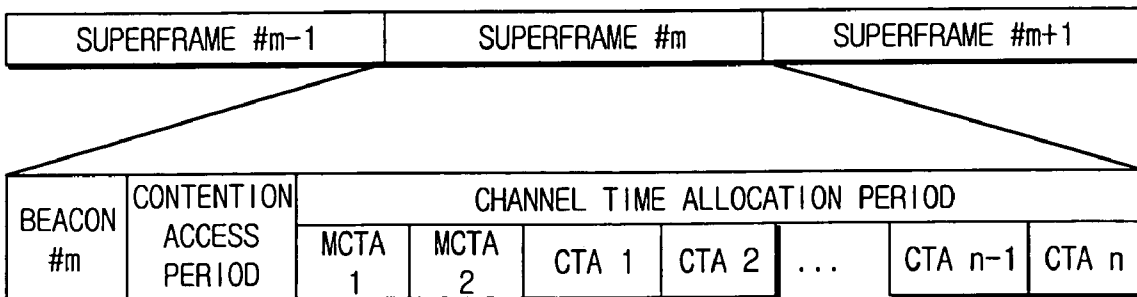 SUPERFRAME #m-1
SUPERFRAME #m
SUPERFRAME #m+1
BEACON
#m
CONTENTION
ACCESS
PERIOD
CHANNEL TIME ALLOCATION PERIOD
MCTA
1
MCTA
2
CTA 1
CTA 2
...
CTA n-1
CTA n